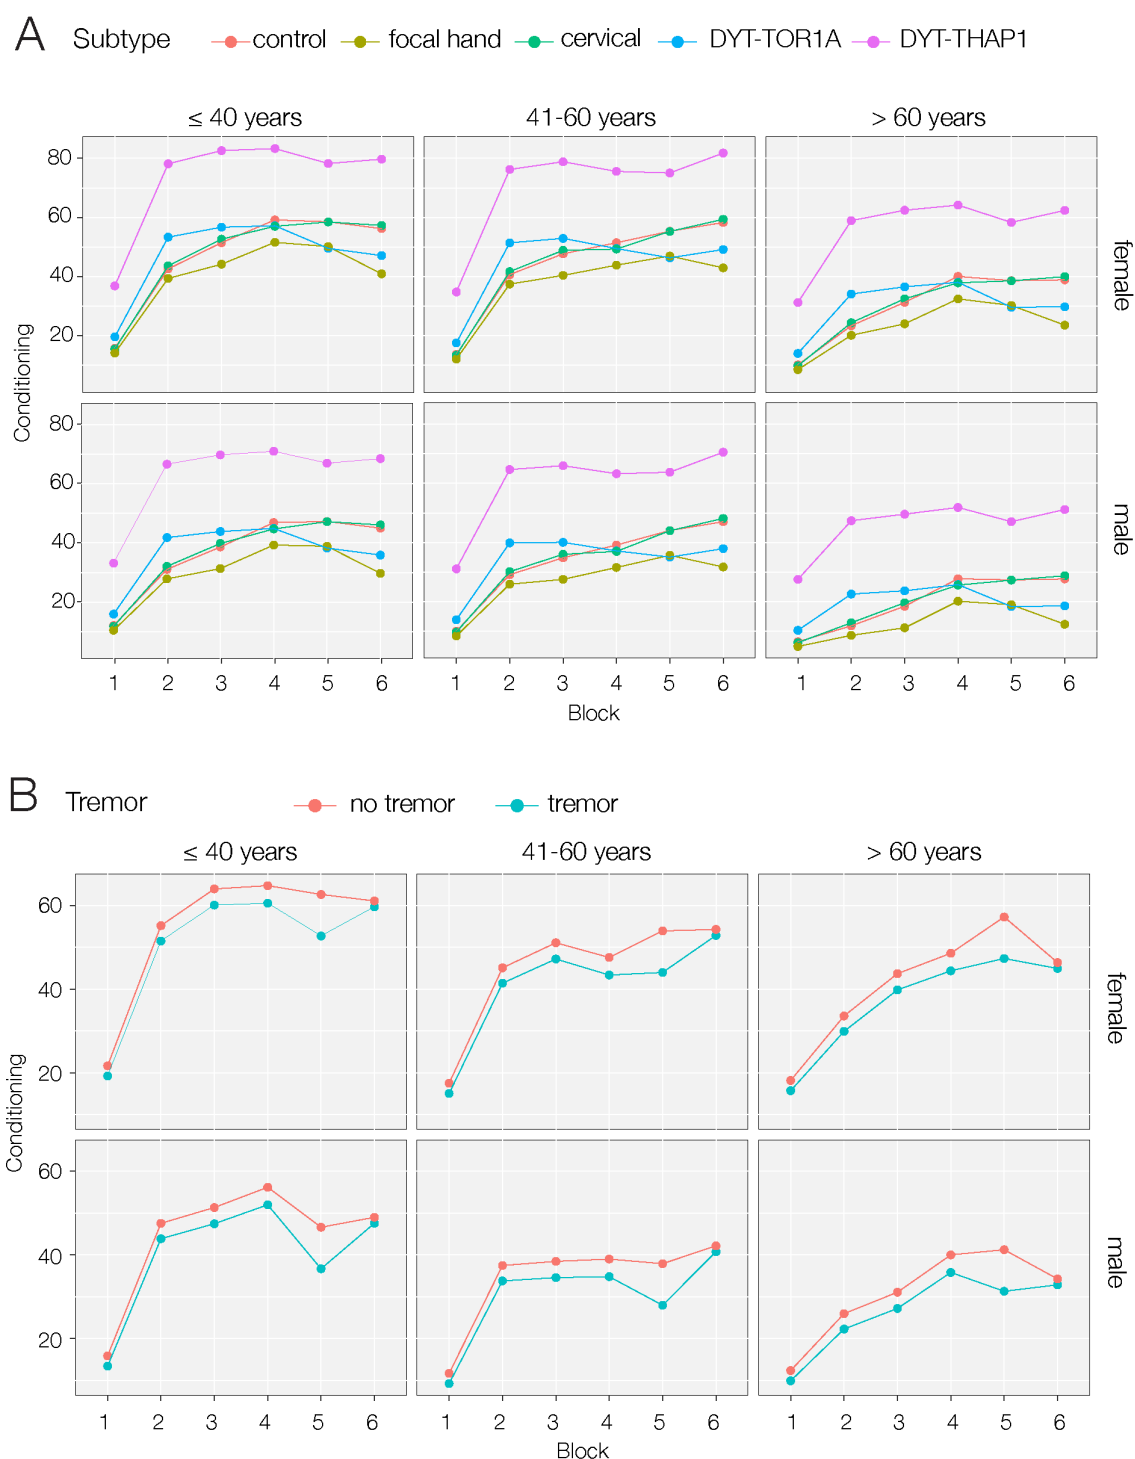 A Subtype control focal hand cervical DYT-TOR1A DYT-THAP1
≤ 40 years 41-60 years > 60 years
80
60
40
20
female
Conditioning
80
60
40
20
male
1 2 3 4 5 6 1 2 3 4 5 6 1 2 3 4 5 6
Block
B Tremor no tremor tremor
≤ 40 years 41-60 years > 60 years
60
40
20
female
Conditioning
60
40
20
male
1 2 3 4 5 6 1 2 3 4 5 6 1 2 3 4 5 6
Block